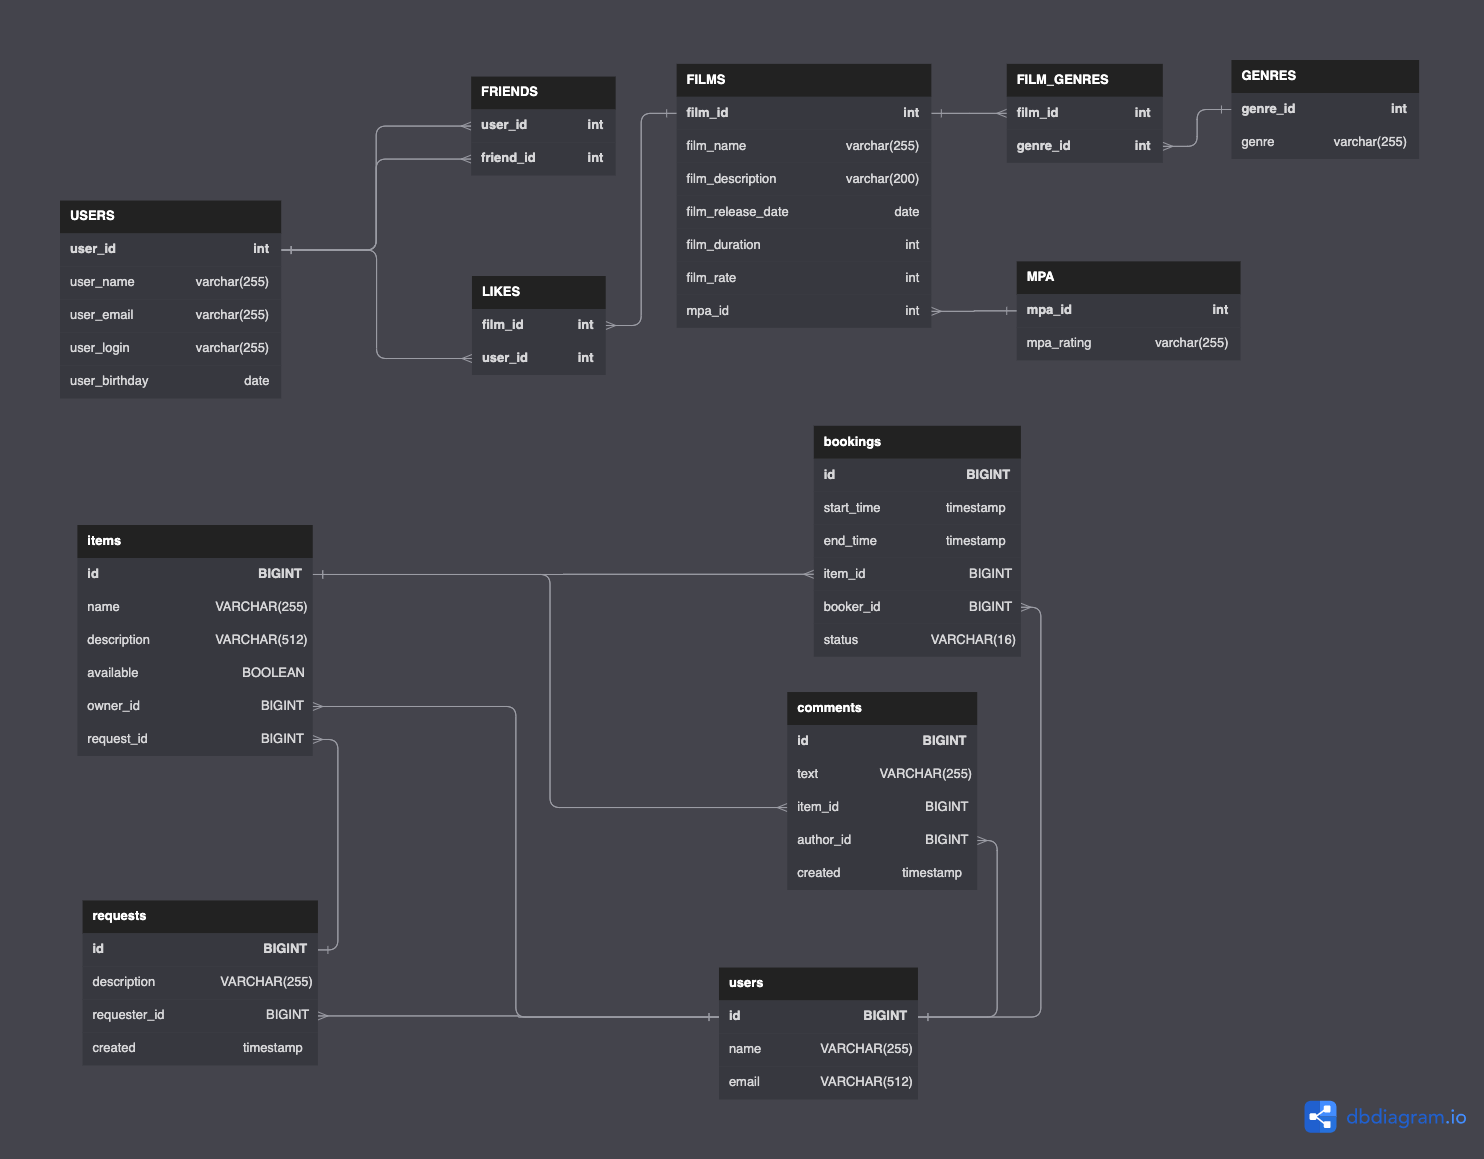 FRIENDS
user_id int
friend_id int
FILMS
film_id int
film_name varchar(255)
film_description varchar(200)
film_release_date date
film_duration int
film_rate int
mpa_id int
FILM_GENRES
film_id int
genre_id int
GENRES
genre_id int
genre varchar(255)
USERS
user_id int
user_name varchar(255)
user_email varchar(255)
user_login varchar(255)
user_birthday date
LIKES
film_id int
user_id int
MPA
mpa_id int
mpa_rating varchar(255)
bookings
id BIGINT
start_time timestamp
end_time timestamp
item_id BIGINT
booker_id BIGINT
status VARCHAR(16)
items
id BIGINT
name VARCHAR(255)
description VARCHAR(512)
available BOOLEAN
owner_id BIGINT
request_id BIGINT
comments
id BIGINT
text VARCHAR(255)
item_id BIGINT
author_id BIGINT
created timestamp
requests
id BIGINT
description VARCHAR(255)
requester_id BIGINT
created timestamp
users
id BIGINT
name VARCHAR(255)
email VARCHAR(512)
dbdiagram.io